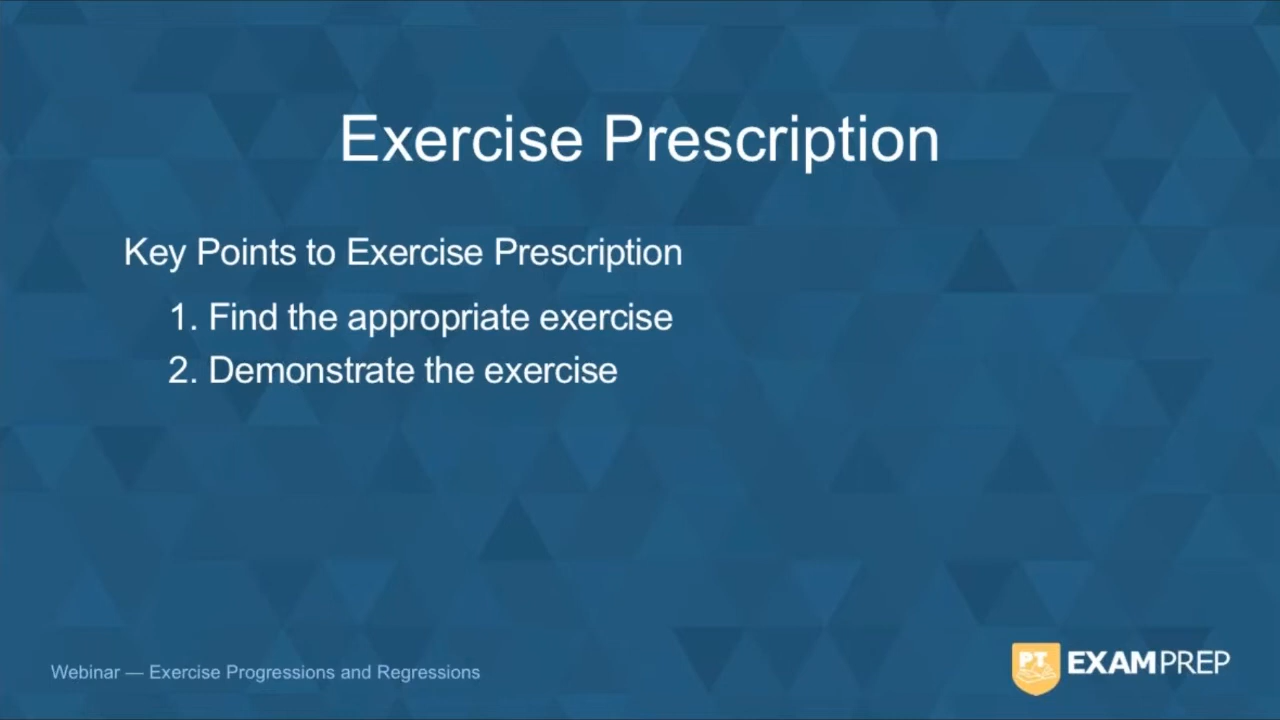 Exercise Prescription
Key Points to Exercise Prescription
1. Find the appropriate exercise
2. Demonstrate the exercise
Webinar — Exercise Progressions and Regressions
PT EXAMPREP